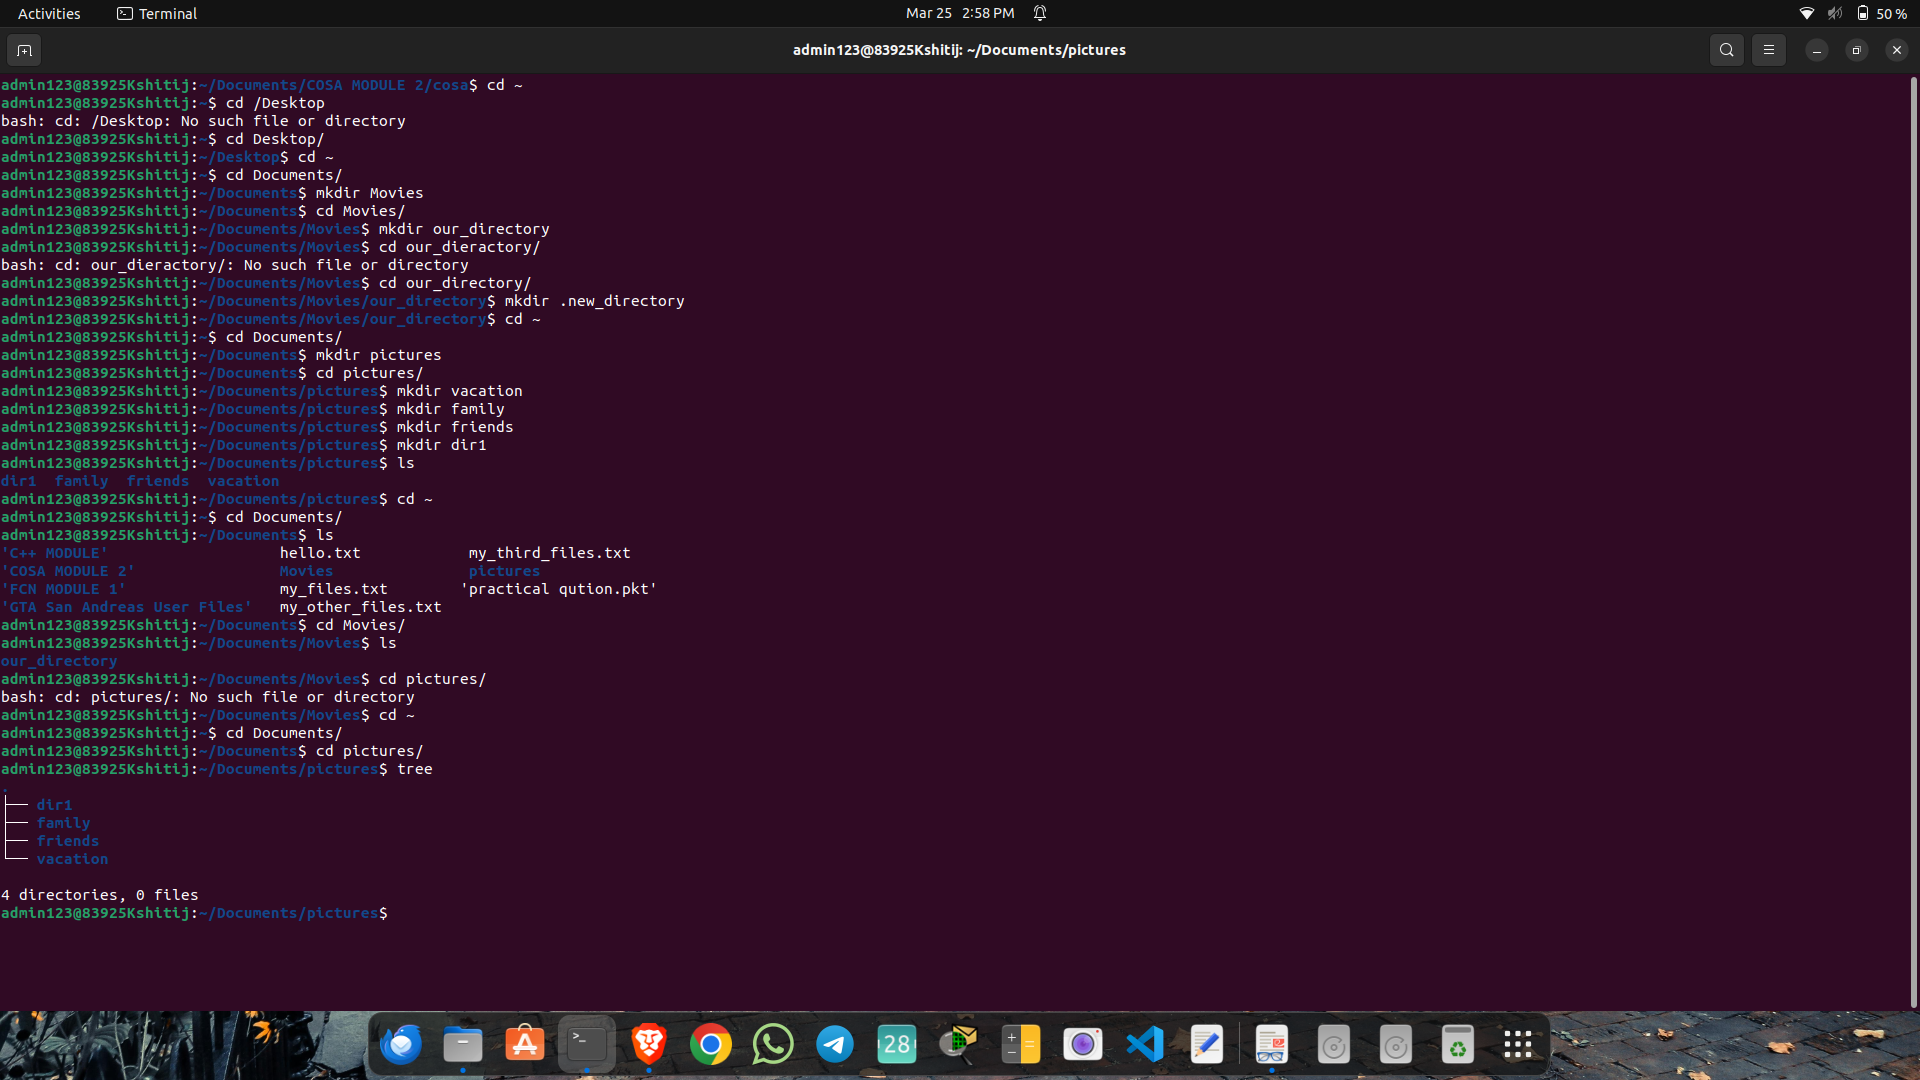 Activities Terminal Mar 25 2:58 PM 50 %
admin123@83925Kshitij: ~/Documents/pictures
admin123@83925Kshitij:~/Documents/COSA MODULE 2/cosa$ cd ~
admin123@83925Kshitij:~$ cd /Desktop
bash: cd: /Desktop: No such file or directory
admin123@83925Kshitij:~$ cd Desktop/
admin123@83925Kshitij:~/Desktop$ cd ~
admin123@83925Kshitij:~$ cd Documents/
admin123@83925Kshitij:~/Documents$ mkdir Movies
admin123@83925Kshitij:~/Documents$ cd Movies/
admin123@83925Kshitij:~/Documents/Movies$ mkdir our_directory
admin123@83925Kshitij:~/Documents/Movies$ cd our_dieractory/
bash: cd: our_dieractory/: No such file or directory
admin123@83925Kshitij:~/Documents/Movies$ cd our_directory/
admin123@83925Kshitij:~/Documents/Movies/our_directory$ mkdir .new_directory
admin123@83925Kshitij:~/Documents/Movies/our_directory$ cd ~
admin123@83925Kshitij:~$ cd Documents/
admin123@83925Kshitij:~/Documents$ mkdir pictures
admin123@83925Kshitij:~/Documents$ cd pictures/
admin123@83925Kshitij:~/Documents/pictures$ mkdir vacation
admin123@83925Kshitij:~/Documents/pictures$ mkdir family
admin123@83925Kshitij:~/Documents/pictures$ mkdir friends
admin123@83925Kshitij:~/Documents/pictures$ mkdir dir1
admin123@83925Kshitij:~/Documents/pictures$ ls
dir1  family  friends  vacation
admin123@83925Kshitij:~/Documents/pictures$ cd ~
admin123@83925Kshitij:~$ cd Documents/
admin123@83925Kshitij:~/Documents$ ls
'C++ MODULE'                   hello.txt            my_third_files.txt
'COSA MODULE 2'                Movies               pictures
'FCN MODULE 1'                 my_files.txt        'practical qution.pkt'
'GTA San Andreas User Files'   my_other_files.txt
admin123@83925Kshitij:~/Documents$ cd Movies/
admin123@83925Kshitij:~/Documents/Movies$ ls
our_directory
admin123@83925Kshitij:~/Documents/Movies$ cd pictures/
bash: cd: pictures/: No such file or directory
admin123@83925Kshitij:~/Documents/Movies$ cd ~
admin123@83925Kshitij:~$ cd Documents/
admin123@83925Kshitij:~/Documents$ cd pictures/
admin123@83925Kshitij:~/Documents/pictures$ tree
.
├── dir1
├── family
├── friends
└── vacation
4 directories, 0 files
admin123@83925Kshitij:~/Documents/pictures$
28